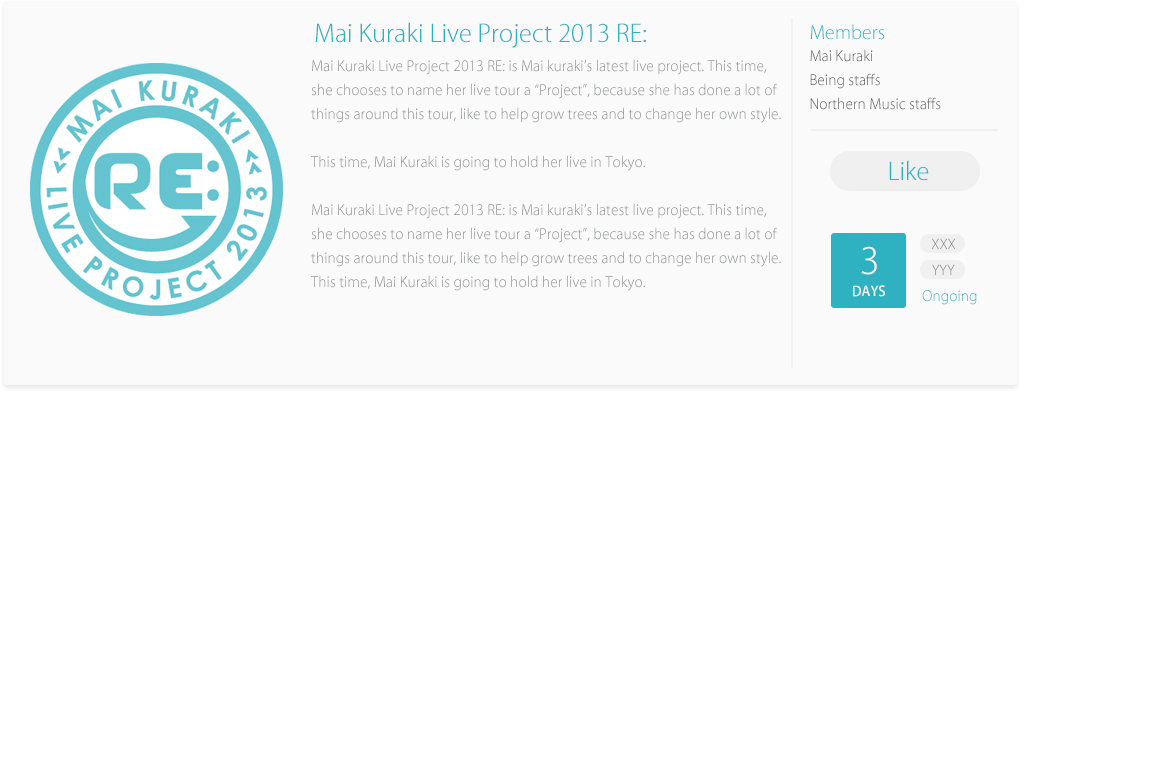 MAI KURAKI
RE:
LIVE PROJECT 2013
Mai Kuraki Live Project 2013 RE:
Mai Kuraki Live Project 2013 RE: is Mai kuraki’s latest live project. This time,
she chooses to name her live tour a “Project”, because she has done a lot of
things around this tour, like to help grow trees and to change her own style.
This time, Mai Kuraki is going to hold her live in Tokyo.
Mai Kuraki Live Project 2013 RE: is Mai kuraki’s latest live project. This time,
she chooses to name her live tour a “Project”, because she has done a lot of
things around this tour, like to help grow trees and to change her own style.
This time, Mai Kuraki is going to hold her live in Tokyo.
Members
Mai Kuraki
Being staffs
Northern Music staffs
Like
3
DAYS
XXX
YYY
Ongoing